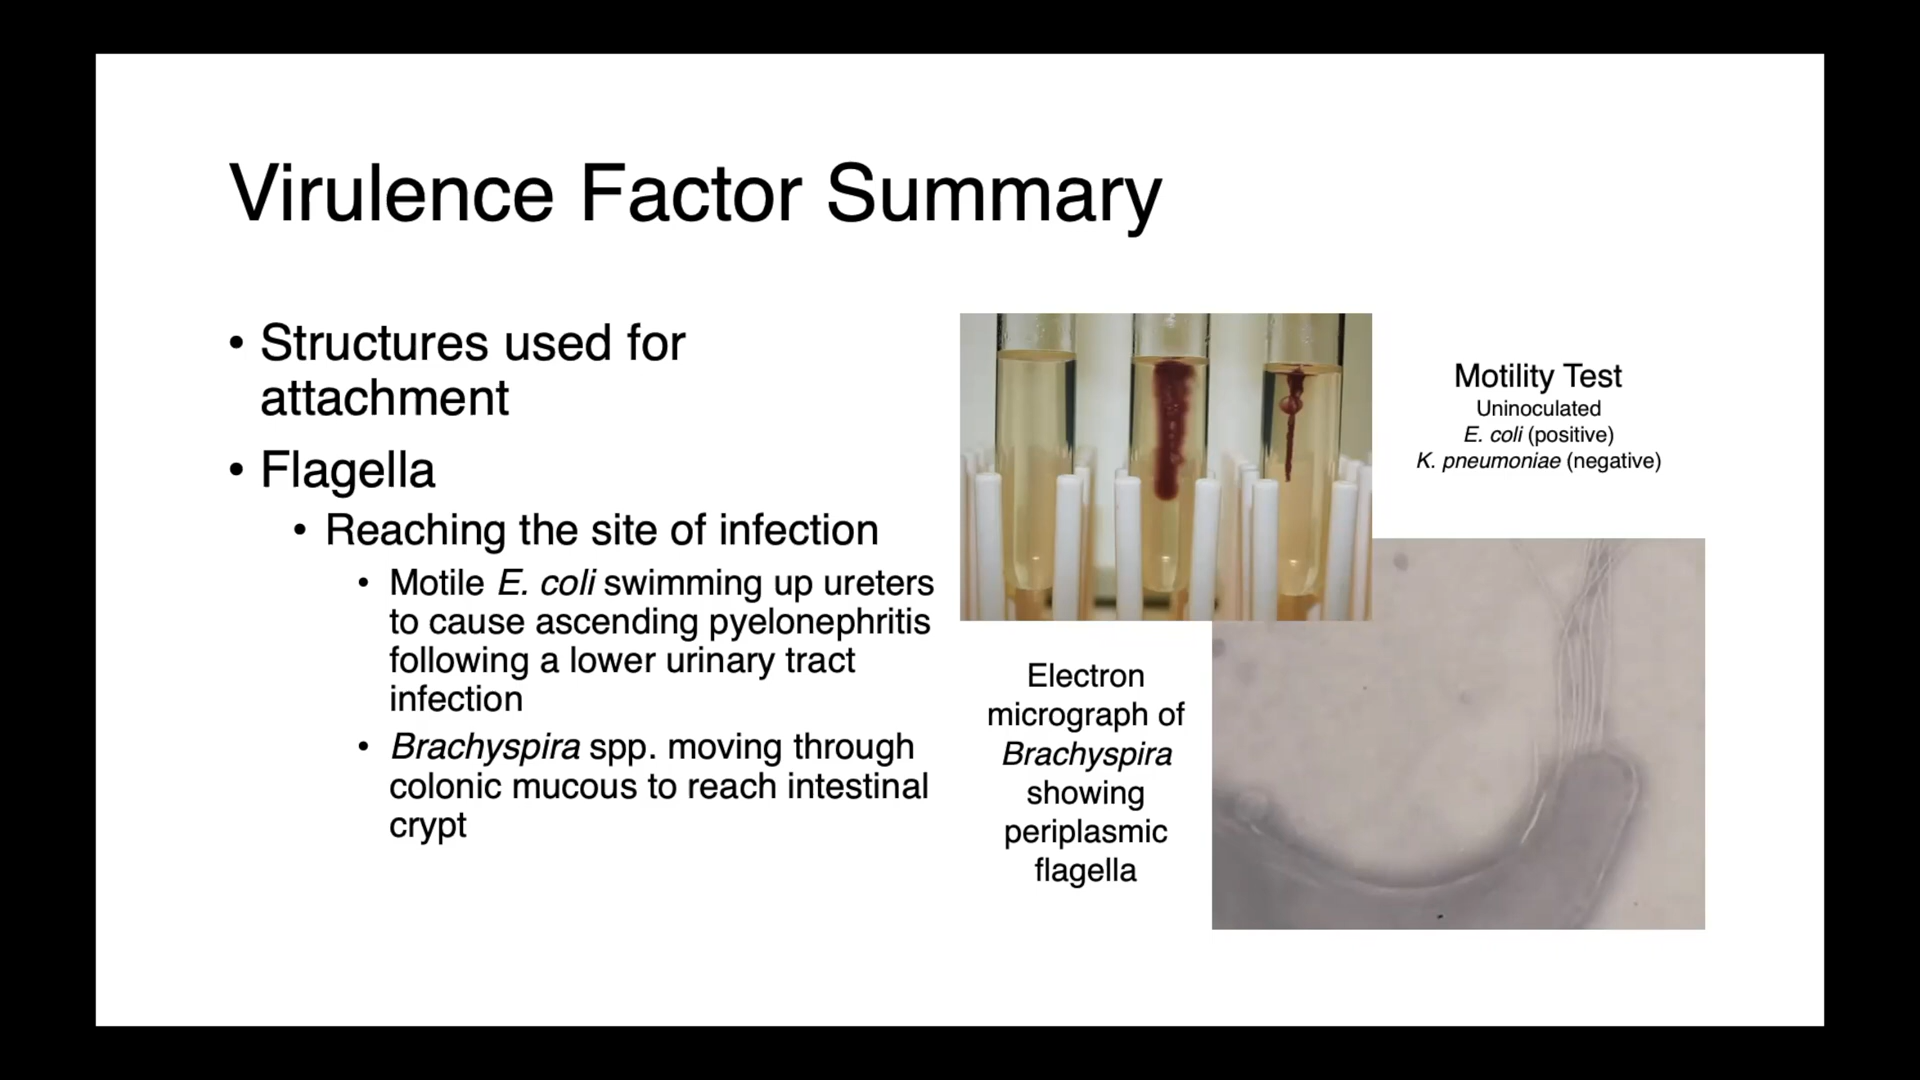 Virulence Factor Summary
• Structures used for
attachment
• Flagella
• Reaching the site of infection
• Motile E. coli swimming up ureters
to cause ascending pyelonephritis
following a lower urinary tract
infection
• Brachyspira spp. moving through
colonic mucous to reach intestinal
crypt
Motility Test
Uninoculated
E. coli (positive)
K. pneumoniae (negative)
Electron
micrograph of
Brachyspira
showing
periplasmic
flagella